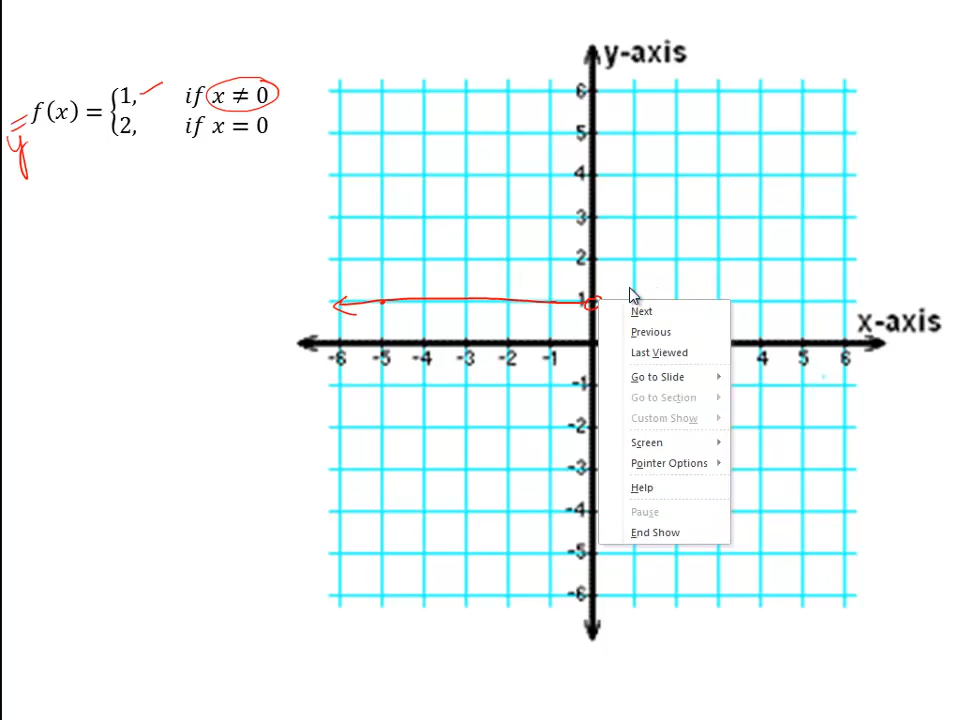 y-axis
f(x) = {1, if x ≠ 0
2, if x = 0
= y
6
5
4
3
2
1
x-axis
-6 -5 -4 -3 -2 -1 4 5 6
-1
-2
-3
-4
-5
-6
Next
Previous
Last Viewed
Go to Slide
Go to Section
Custom Show
Screen
Pointer Options
Help
Pause
End Show